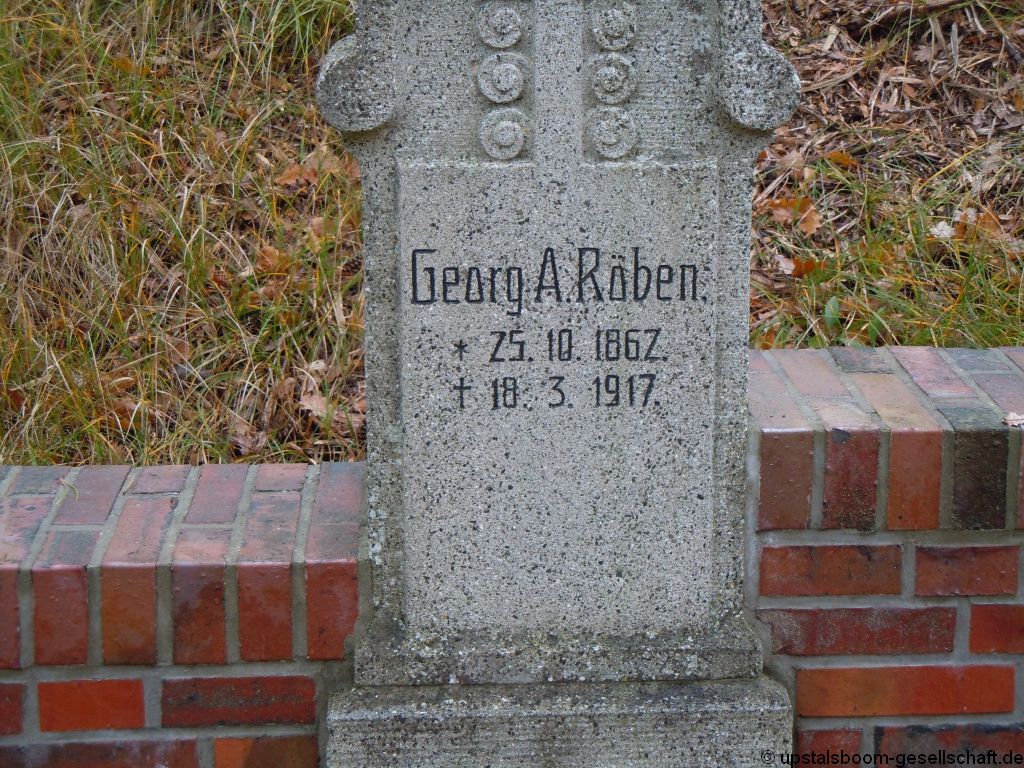 Georg A. Röben.
* 25. 10. 1862.
† 18. 3. 1917.
© upstalsboom-gesellschaft.de